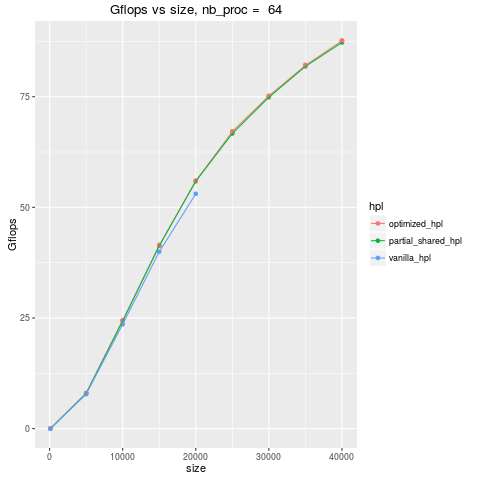 Gflops vs size, nb_proc =  64
Gflops
75
50
25
0
0 10000 20000 30000 40000
size
hpl
optimized_hpl
partial_shared_hpl
vanilla_hpl